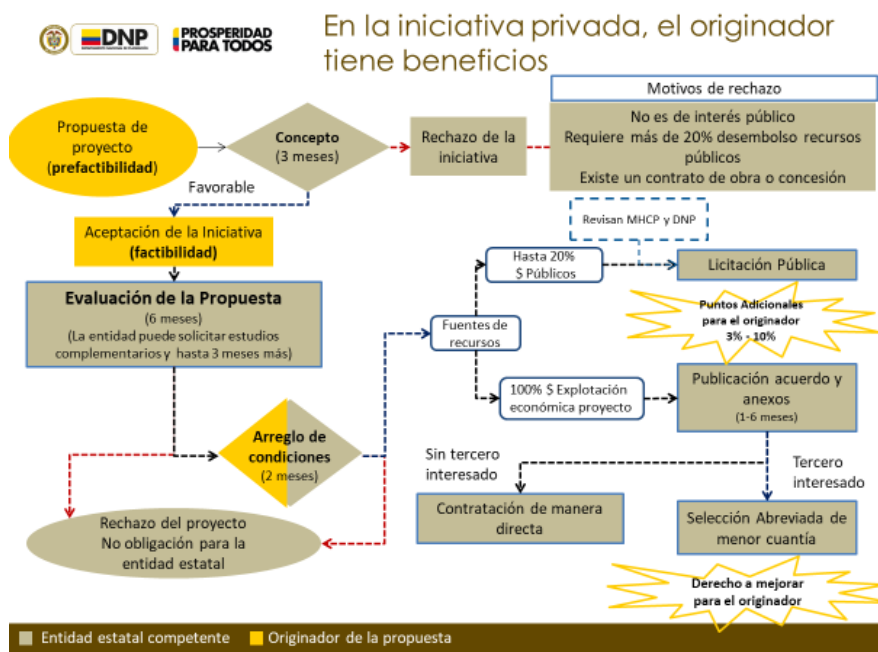 DNP
PROSPERIDAD
PARA TODOS
En la iniciativa privada, el originador
tiene beneficios
Motivos de rechazo
No es de interés público
Requiere más de 20% desembolso recursos
públicos
Existe un contrato de obra o concesión
Propuesta de
proyecto
(prefactibilidad)
Concepto
(3 meses)
Rechazo de la
iniciativa
Favorable
Aceptación de la Iniciativa
(factibilidad)
Revisan MHCP y DNP
Evaluación de la Propuesta
(6 meses)
(La entidad puede solicitar estudios
complementarios y hasta 3 meses más)
Hasta 20%
$ Públicos
Licitación Pública
Puntos Adicionales
para el originador
3% - 10%
Fuentes de
recursos
100% $ Explotación
económica proyecto
Publicación acuerdo y
anexos
(1-6 meses)
Arreglo de
condiciones
(2 meses)
Sin tercero
interesado
Tercero
interesado
Contratación de manera
directa
Selección Abreviada de
menor cuantía
Rechazo del proyecto
No obligación para la
entidad estatal
Derecho a mejorar
para el originador
Entidad estatal competente
Originador de la propuesta